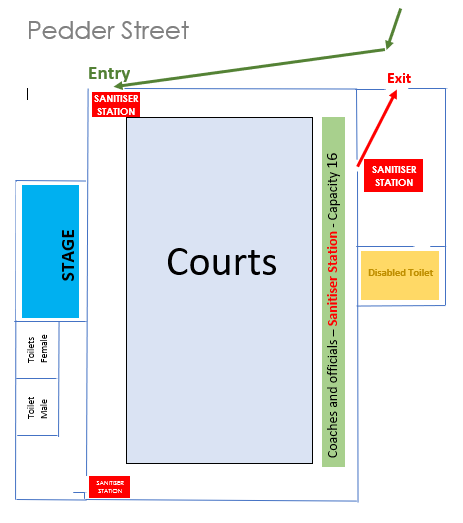 Pedder Street
Entry
Exit
SANITISER
STATION
SANITISER
STATION
STAGE
Courts
Coaches and officials – Sanitiser Station - Capacity 16
Disabled Toilet
Toilets
Female
Toilet
Male
SANITISER
STATION